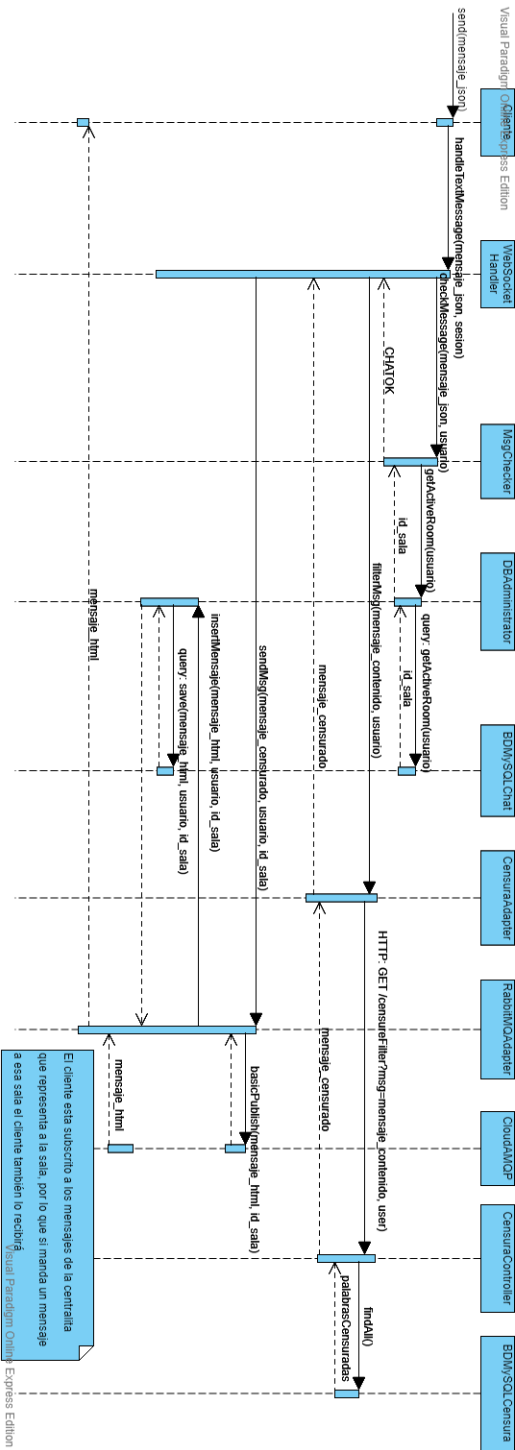 Visual Paradigm Online Express Edition
Cliente
WebSocket
Handler
MsgChecker
DBAdministrator
BDMySQLChat
CensuraAdapter
RabbitMQAdapter
CloudAMQP
CensuraController
BDMySQLCensura
send(mensaje_json)
handleTextMessage(mensaje_json, sesion)
checkMessage(mensaje_json, usuario)
getActiveRoom(usuario)
query: getActiveRoom(usuario)
id_sala
id_sala
CHATOK
filterMsg(mensaje_contenido, usuario)
HTTP: GET /censureFilter?msg=mensaje_contenido, user)
findAll()
palabrasCensuradas
mensaje_censurado
mensaje_censurado
sendMsg(mensaje_censurado, usuario, id_sala)
basicPublish(mensaje_html, id_sala)
insertMensaje(mensaje_html, usuario, id_sala)
query: save(mensaje_html, usuario, id_sala)
mensaje_html
mensaje_html
El cliente esta subscrito a los mensajes de la centralita
que representa a la sala, por lo que si manda un mensaje
a esa sala el cliente también lo recibirá
Visual Paradigm Online Express Edition